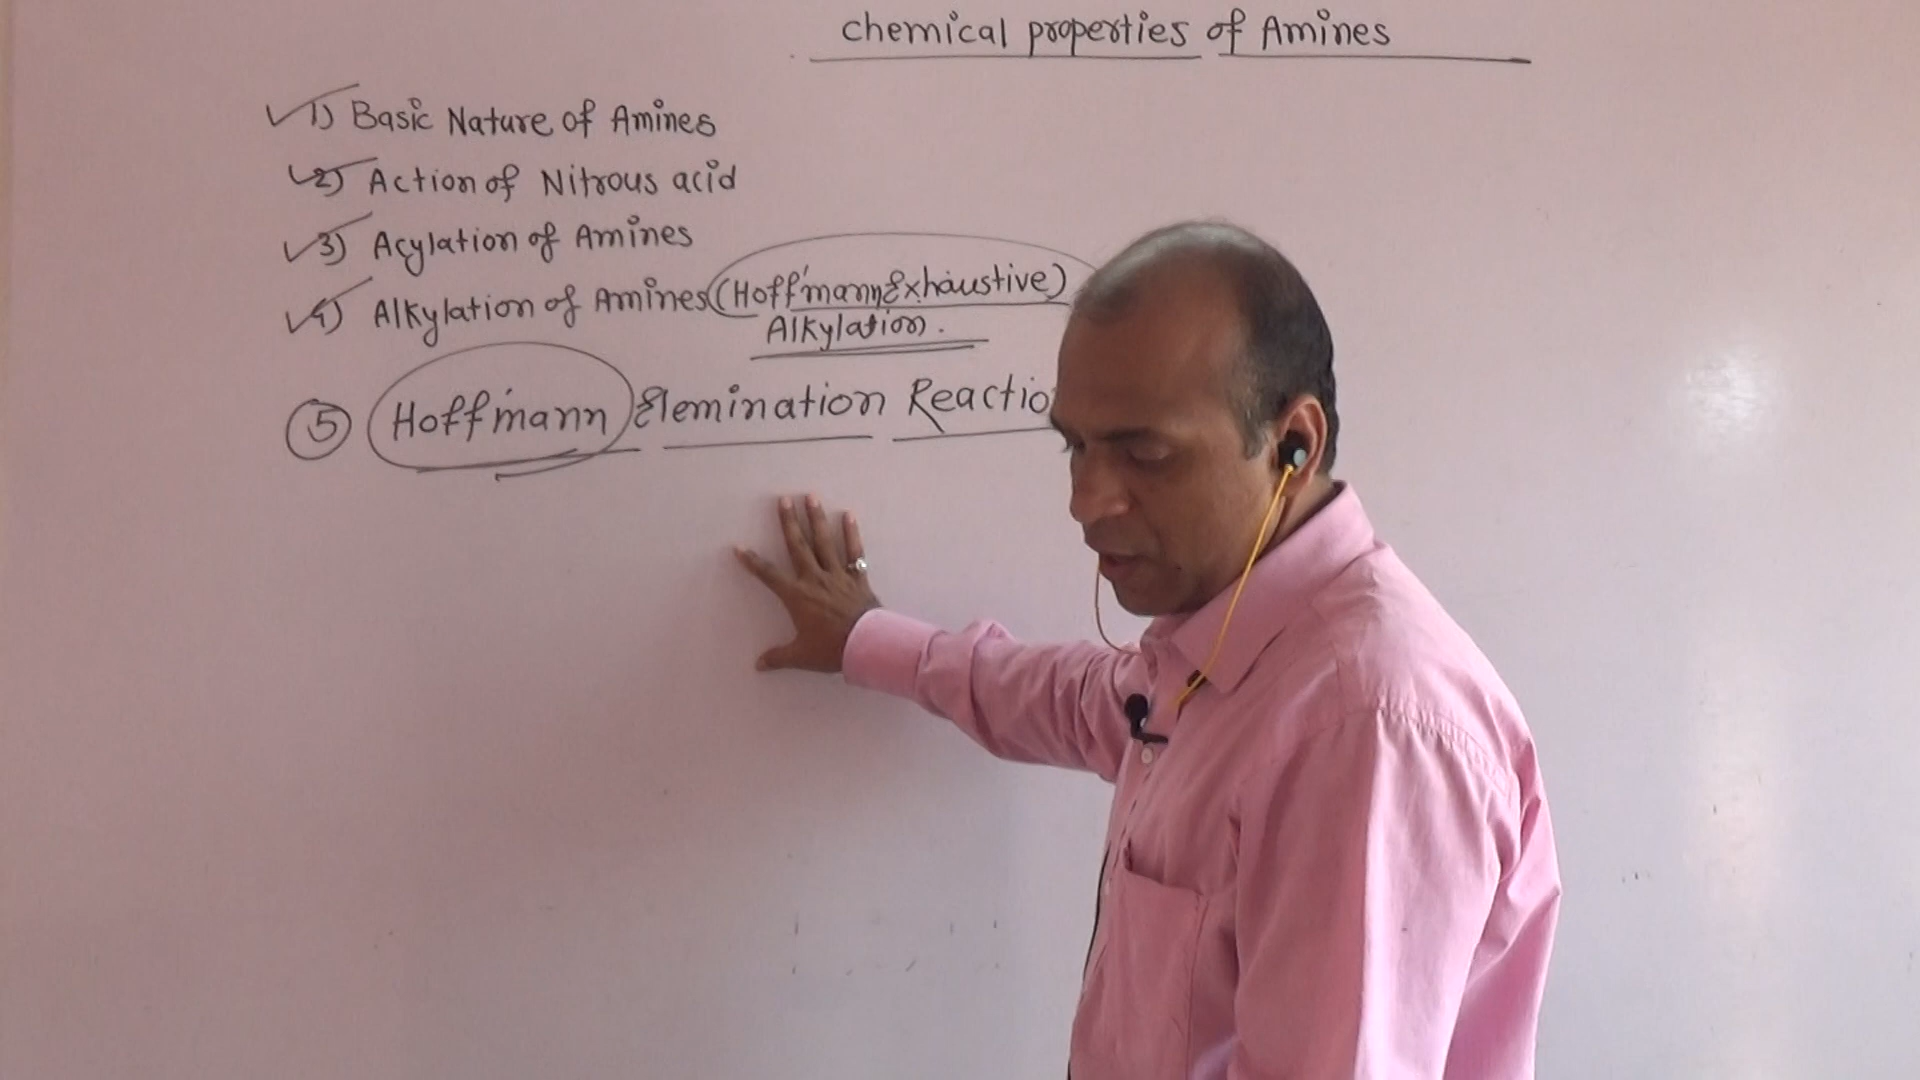 chemical properties of Amines
1) Basic Nature of Amines
2) Action of Nitrous acid
3) Acylation of Amines
4) Alkylation of Amines (Hoff'mann Exhaustive)
Alkylation.
5 Hoff'mann Elemination Reactio